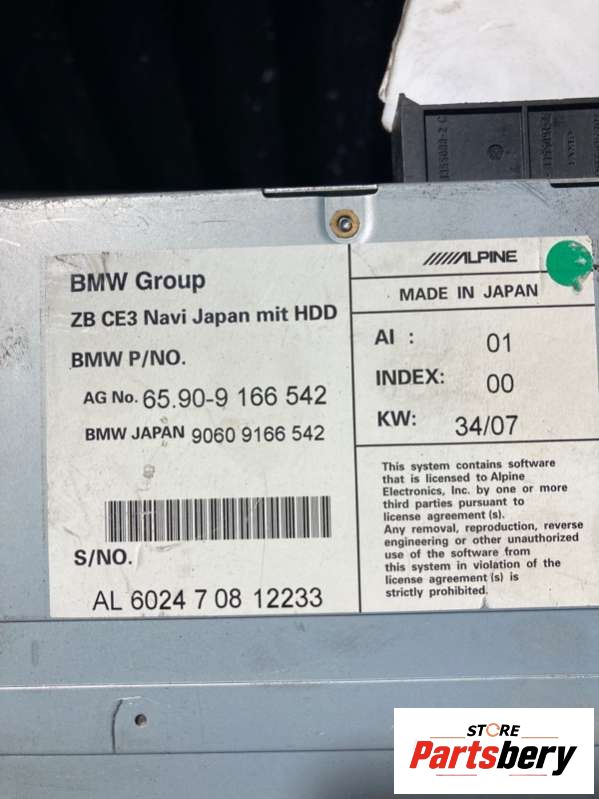 BMW Group
ZB CE3 Navi Japan mit HDD
BMW P/NO.
AG No. 65.90-9 166 542
BMW JAPAN 9060 9166 542
S/NO.
AL 6024 7 08 12233
ALPINE
MADE IN JAPAN
AI : 01
INDEX: 00
KW: 34/07
This system contains software
that is licensed to Alpine
Electronics, Inc. by one or more
third parties pursuant to
license agreement (s).
Any removal, reproduction, reverse
engineering or other unauthorized
use of the software from
this system in violation of the
license agreement (s) is
strictly prohibited.
STORE
Partsbery